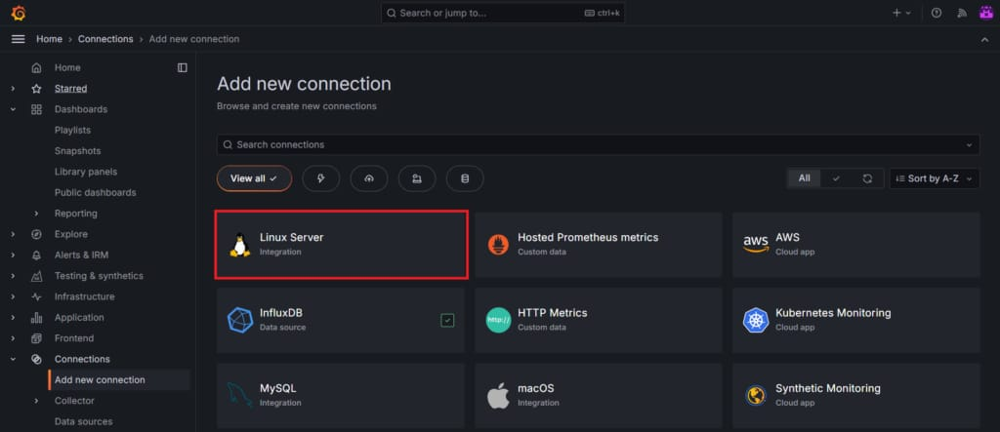 Search or jump to...
ctrl+k
Home > Connections > Add new connection
Home
Starred
Dashboards
Playlists
Snapshots
Library panels
Public dashboards
Reporting
Explore
Alerts & IRM
Testing & synthetics
Infrastructure
Application
Frontend
Connections
Add new connection
Collector
Data sources
Add new connection
Browse and create new connections
Search connections
View all
All
Sort by A-Z
Linux Server
Integration
Hosted Prometheus metrics
Custom data
aws
AWS
Cloud app
InfluxDB
Data source
http://
HTTP Metrics
Custom data
Kubernetes Monitoring
Cloud app
MySQL
Integration
macOS
Integration
Synthetic Monitoring
Cloud app